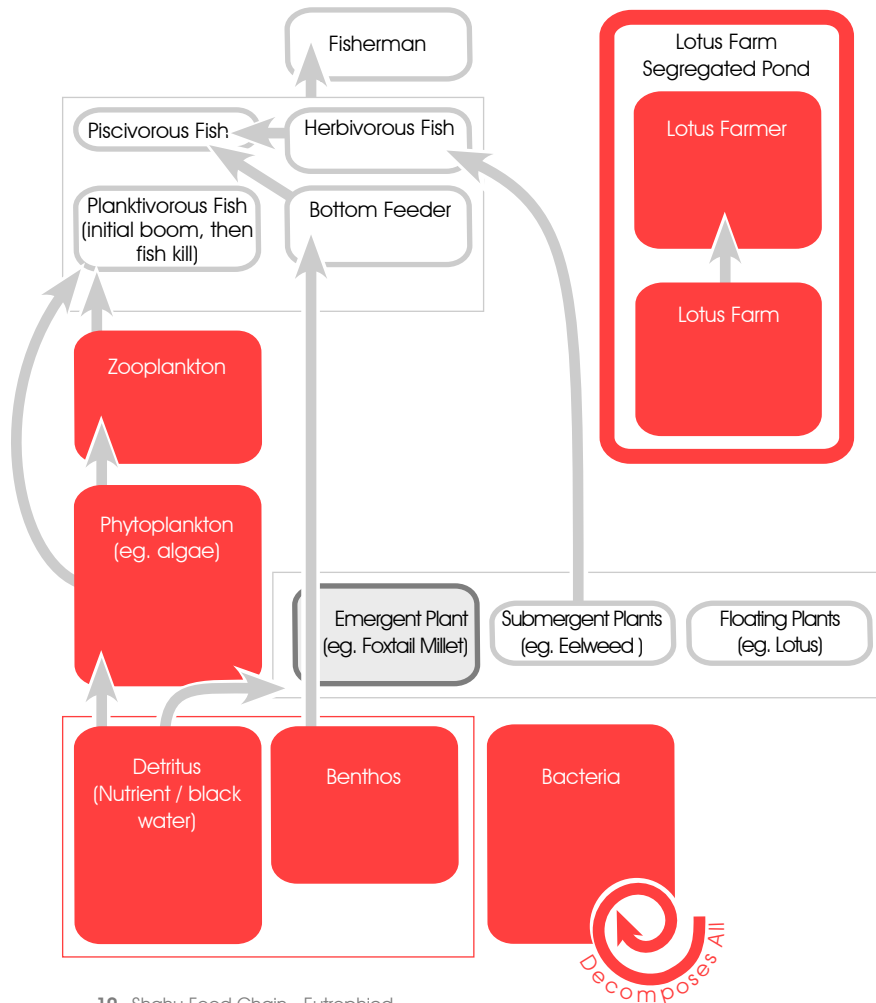 Fisherman
Lotus Farm
Segregated Pond
Piscivorous Fish
Herbivorous Fish
Lotus Farmer
Planktivorous Fish
(initial boom, then
fish kill)
Bottom Feeder
Lotus Farm
Zooplankton
Phytoplankton
(eg. algae)
Emergent Plant
(eg. Foxtail Millet)
Submergent Plants
(eg. Eelweed )
Floating Plants
(eg. Lotus)
Detritus
(Nutrient / black
water)
Benthos
Bacteria
Decomposes All